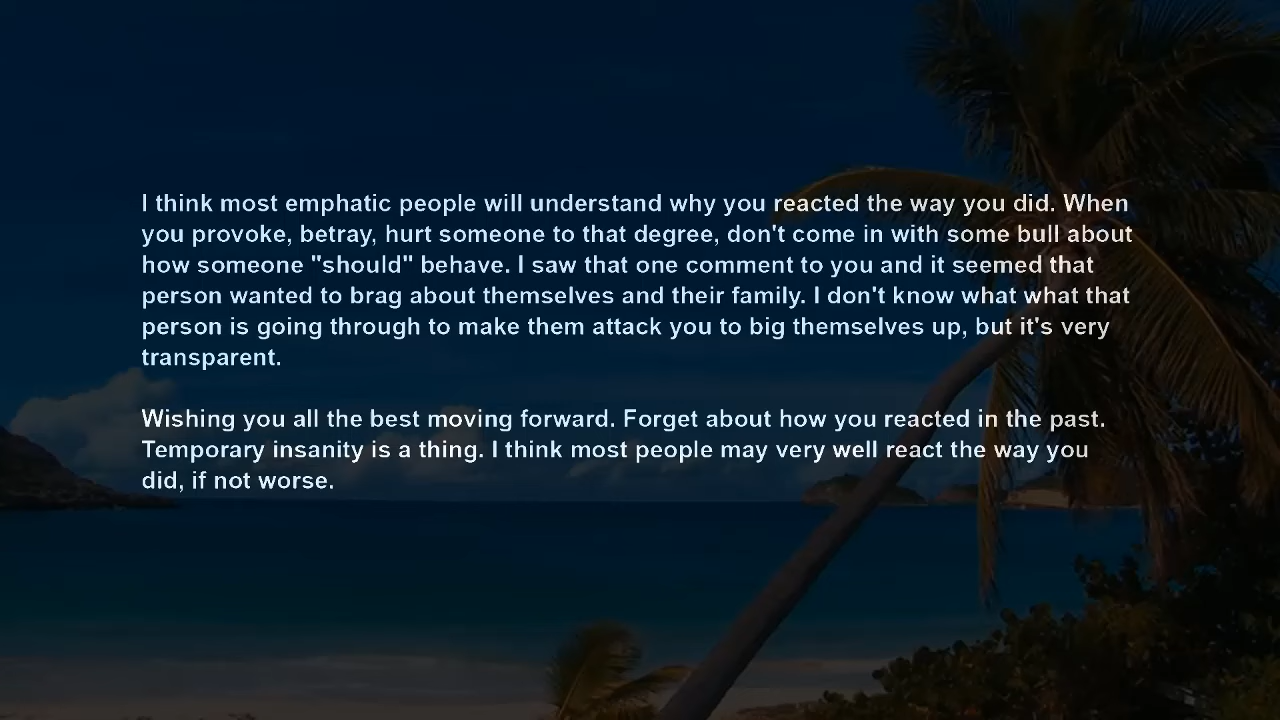 I think most emphatic people will understand why you reacted the way you did. When
you provoke, betray, hurt someone to that degree, don't come in with some bull about
how someone "should" behave. I saw that one comment to you and it seemed that
person wanted to brag about themselves and their family. I don't know what what that
person is going through to make them attack you to big themselves up, but it's very
transparent.
Wishing you all the best moving forward. Forget about how you reacted in the past.
Temporary insanity is a thing. I think most people may very well react the way you
did, if not worse.